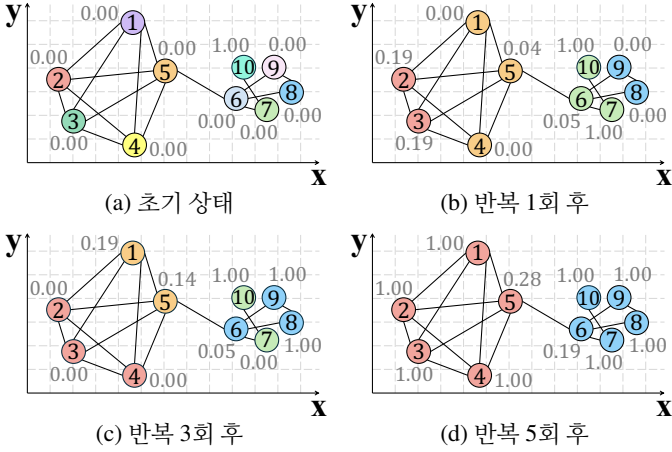 y
0.00 1 0.00 5 1.00 0.00
0.00 2 10 9
3 6 7 8
4 0.00 0.00
0.00 0.00 0.00
x
(a) 초기 상태
y
0.00 1 0.04 5 1.00 0.00
0.19 2 10 9
3 6 7 8
0.19 4 0.00 0.05 1.00 0.00
x
(b) 반복 1회 후
y
0.19 1 0.14 5 1.00 1.00
0.00 2 10 9
3 6 7 8
0.00 4 0.00 0.05 0.00 1.00
x
(c) 반복 3회 후
y
1.00 1 0.28 5 1.00 1.00
1.00 2 10 9
3 6 7 8
1.00 4 1.00 0.19 1.00 1.00
x
(d) 반복 5회 후